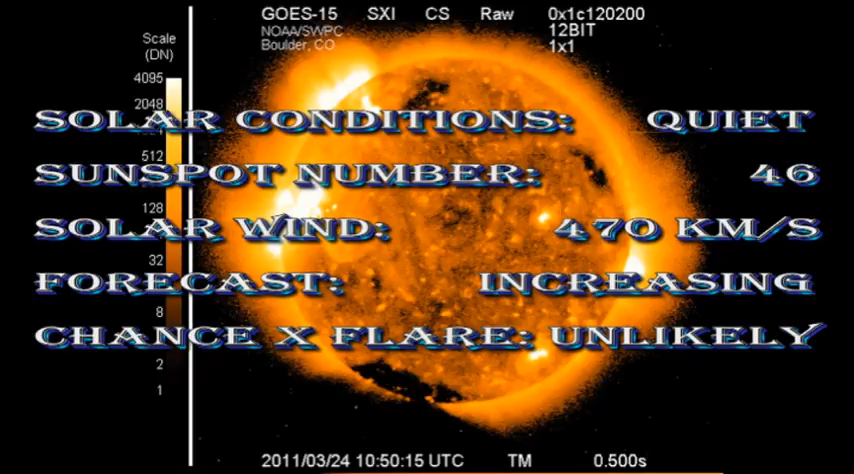 GOES-15 SXI CS Raw 0x1c120200
NOAA/SWPC 12BIT
Boulder, CO 1x1
Scale
(DN)
4095
2048
SOLAR CONDITIONS: QUIET
512
SUNSPOT NUMBER: 46
128
SOLAR WIND: 470 KM/S
32
FORECAST: INCREASING
8
CHANCE X FLARE: UNLIKELY
2
1
2011/03/24 10:50:15 UTC TM 0.500s